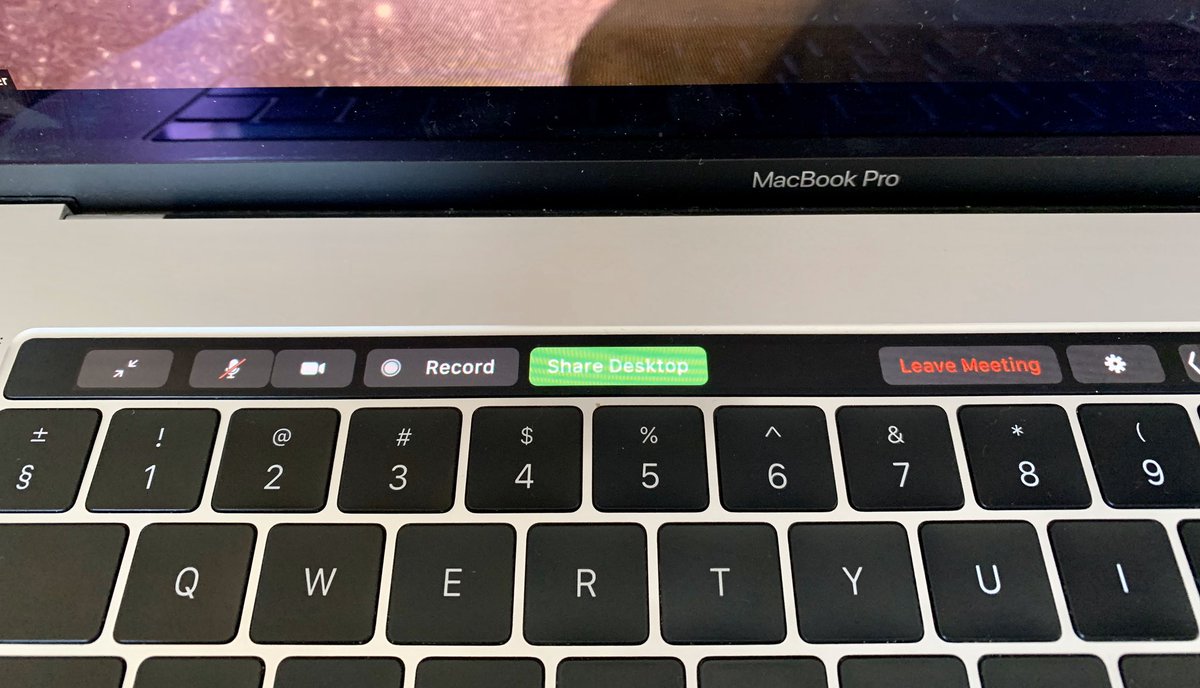 MacBook Pro
Record Share Desktop Leave Meeting
± ! @ # $ % ^ & * (
§ 1 2 3 4 5 6 7 8 9
Q W E R T Y U I